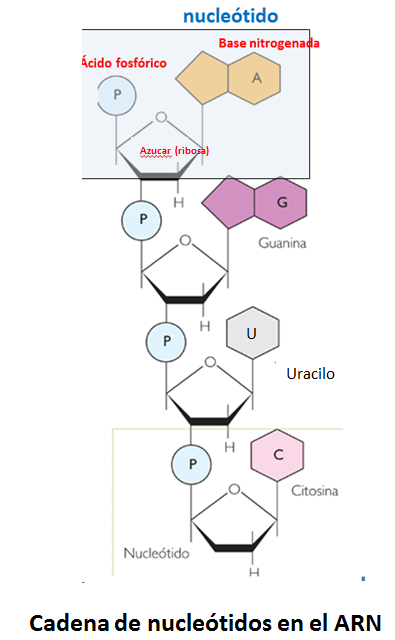 nucleótido
Base nitrogenada
Ácido fosfórico
A
P
O
Azucar (ribosa)
H
P
G
O
Guanina
H
P
U
O
Uracilo
H
P
C
O
Citosina
Nucleótido
H
Cadena de nucleótidos en el ARN